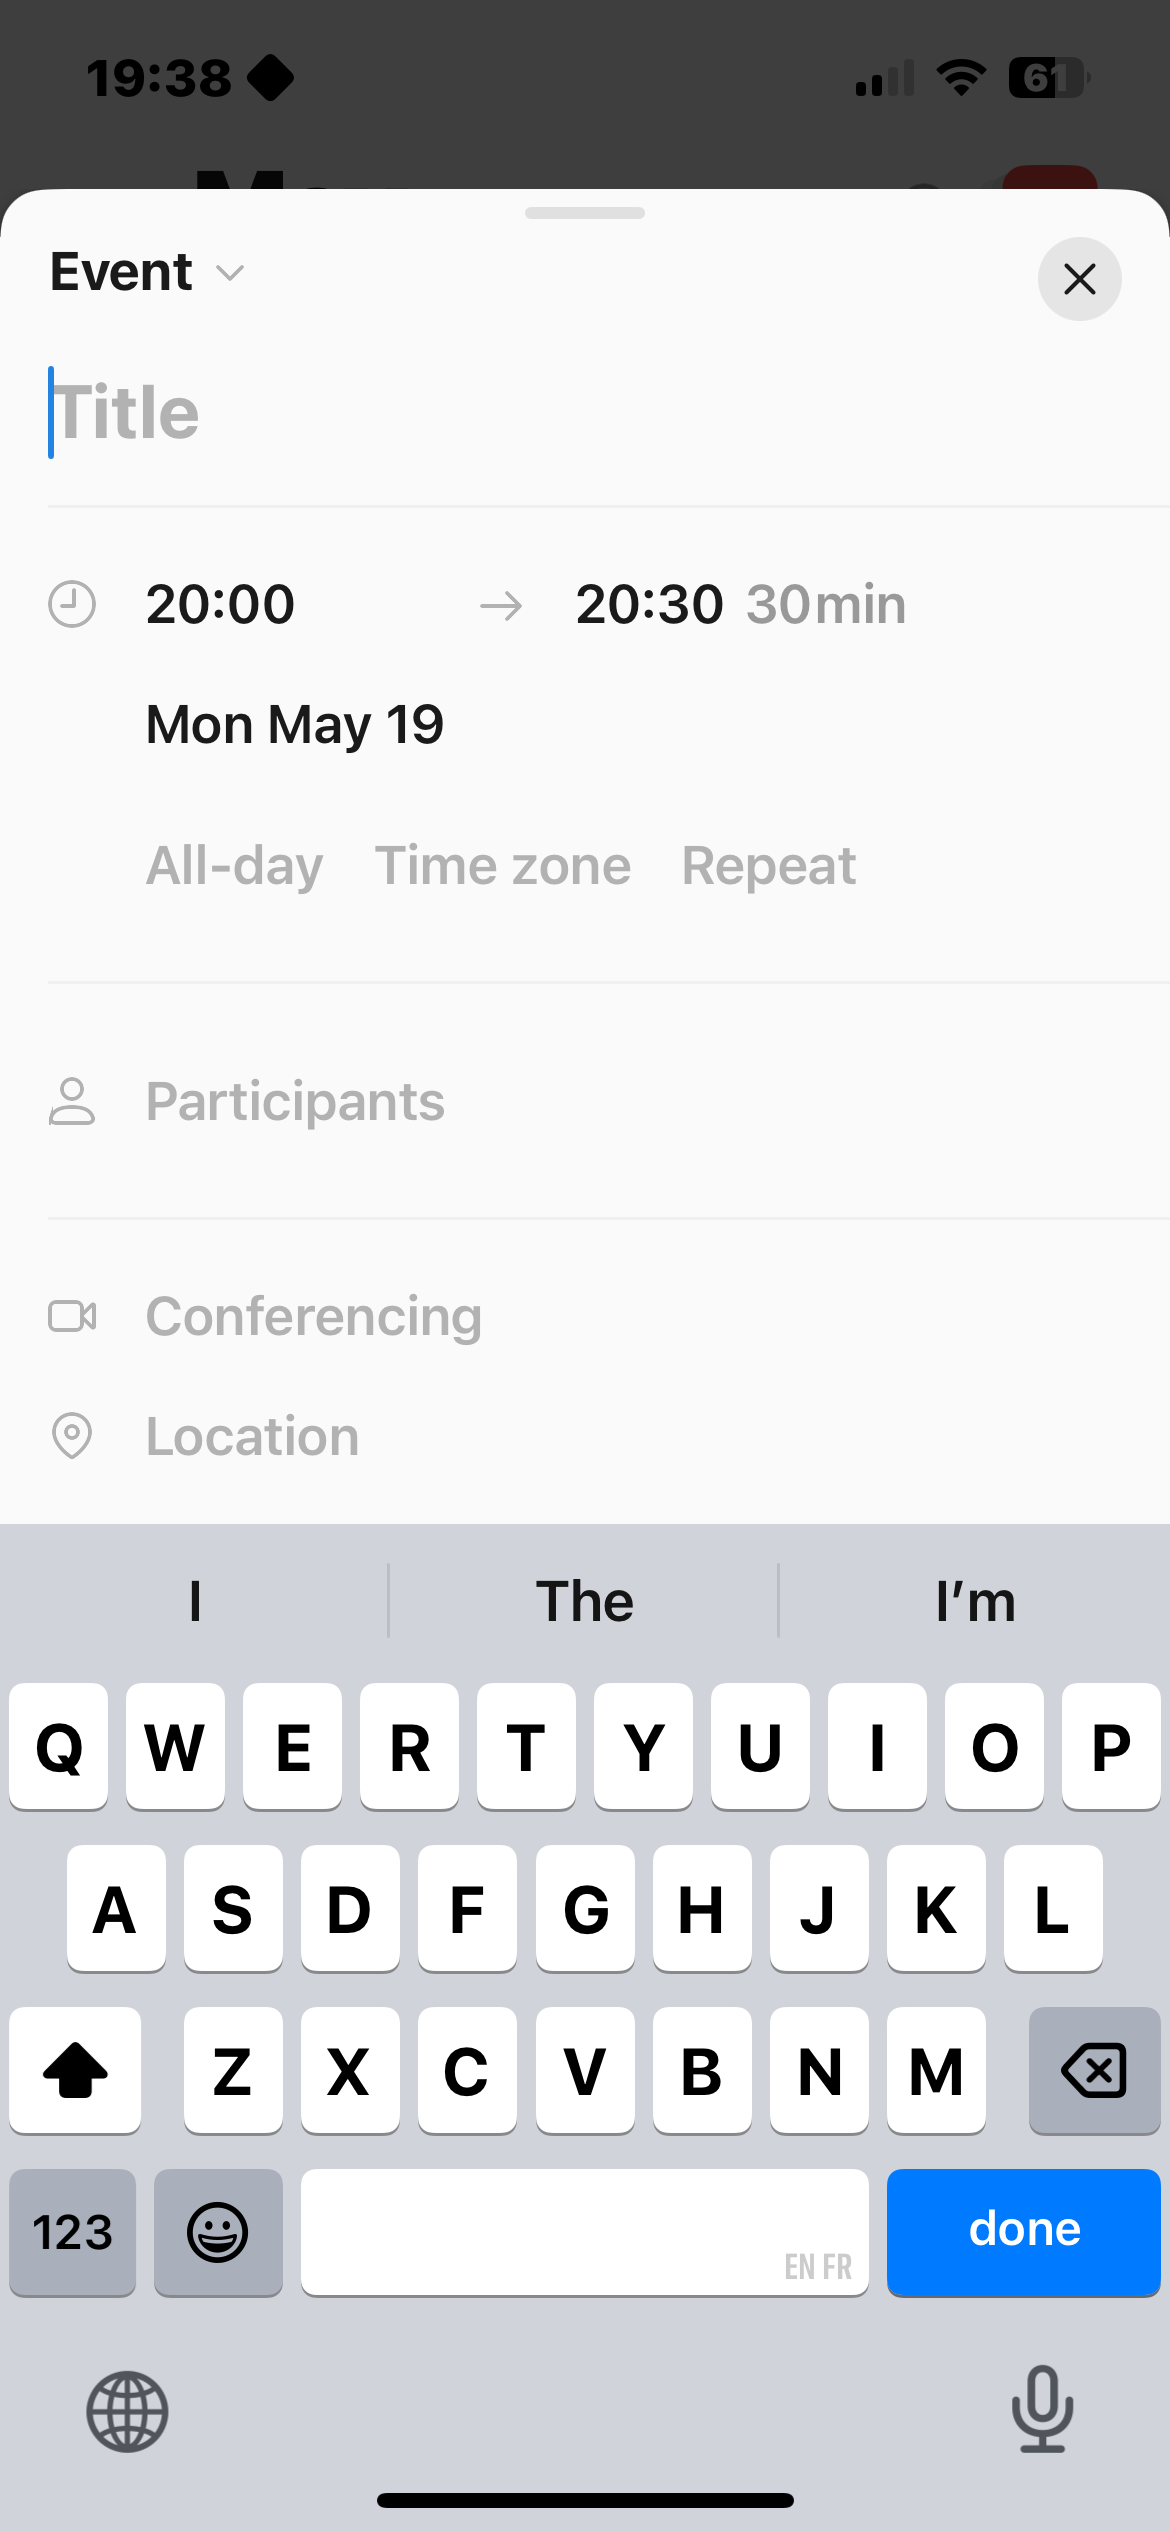 19:38 61
Event
Title
20:00 → 20:30 30min
Mon May 19
All-day Time zone Repeat
Participants
Conferencing
Location
I The I'm
Q W E R T Y U I O P
A S D F G H J K L
Z X C V B N M
123 EN FR done